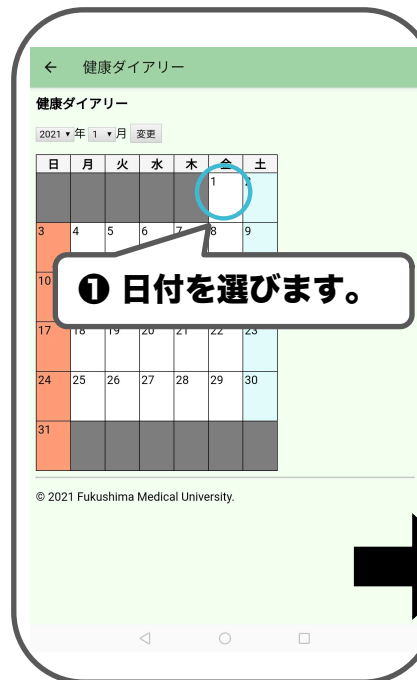 ← 健康ダイアリー
健康ダイアリー
2021 年 1 月 変更
日 月 火 水 木 金 土
1 2
3 4 5 6 7 8 9
10
❶ 日付を選びます。
17 18 19 20 21 22 23
24 25 26 27 28 29 30
31
© 2021 Fukushima Medical University.